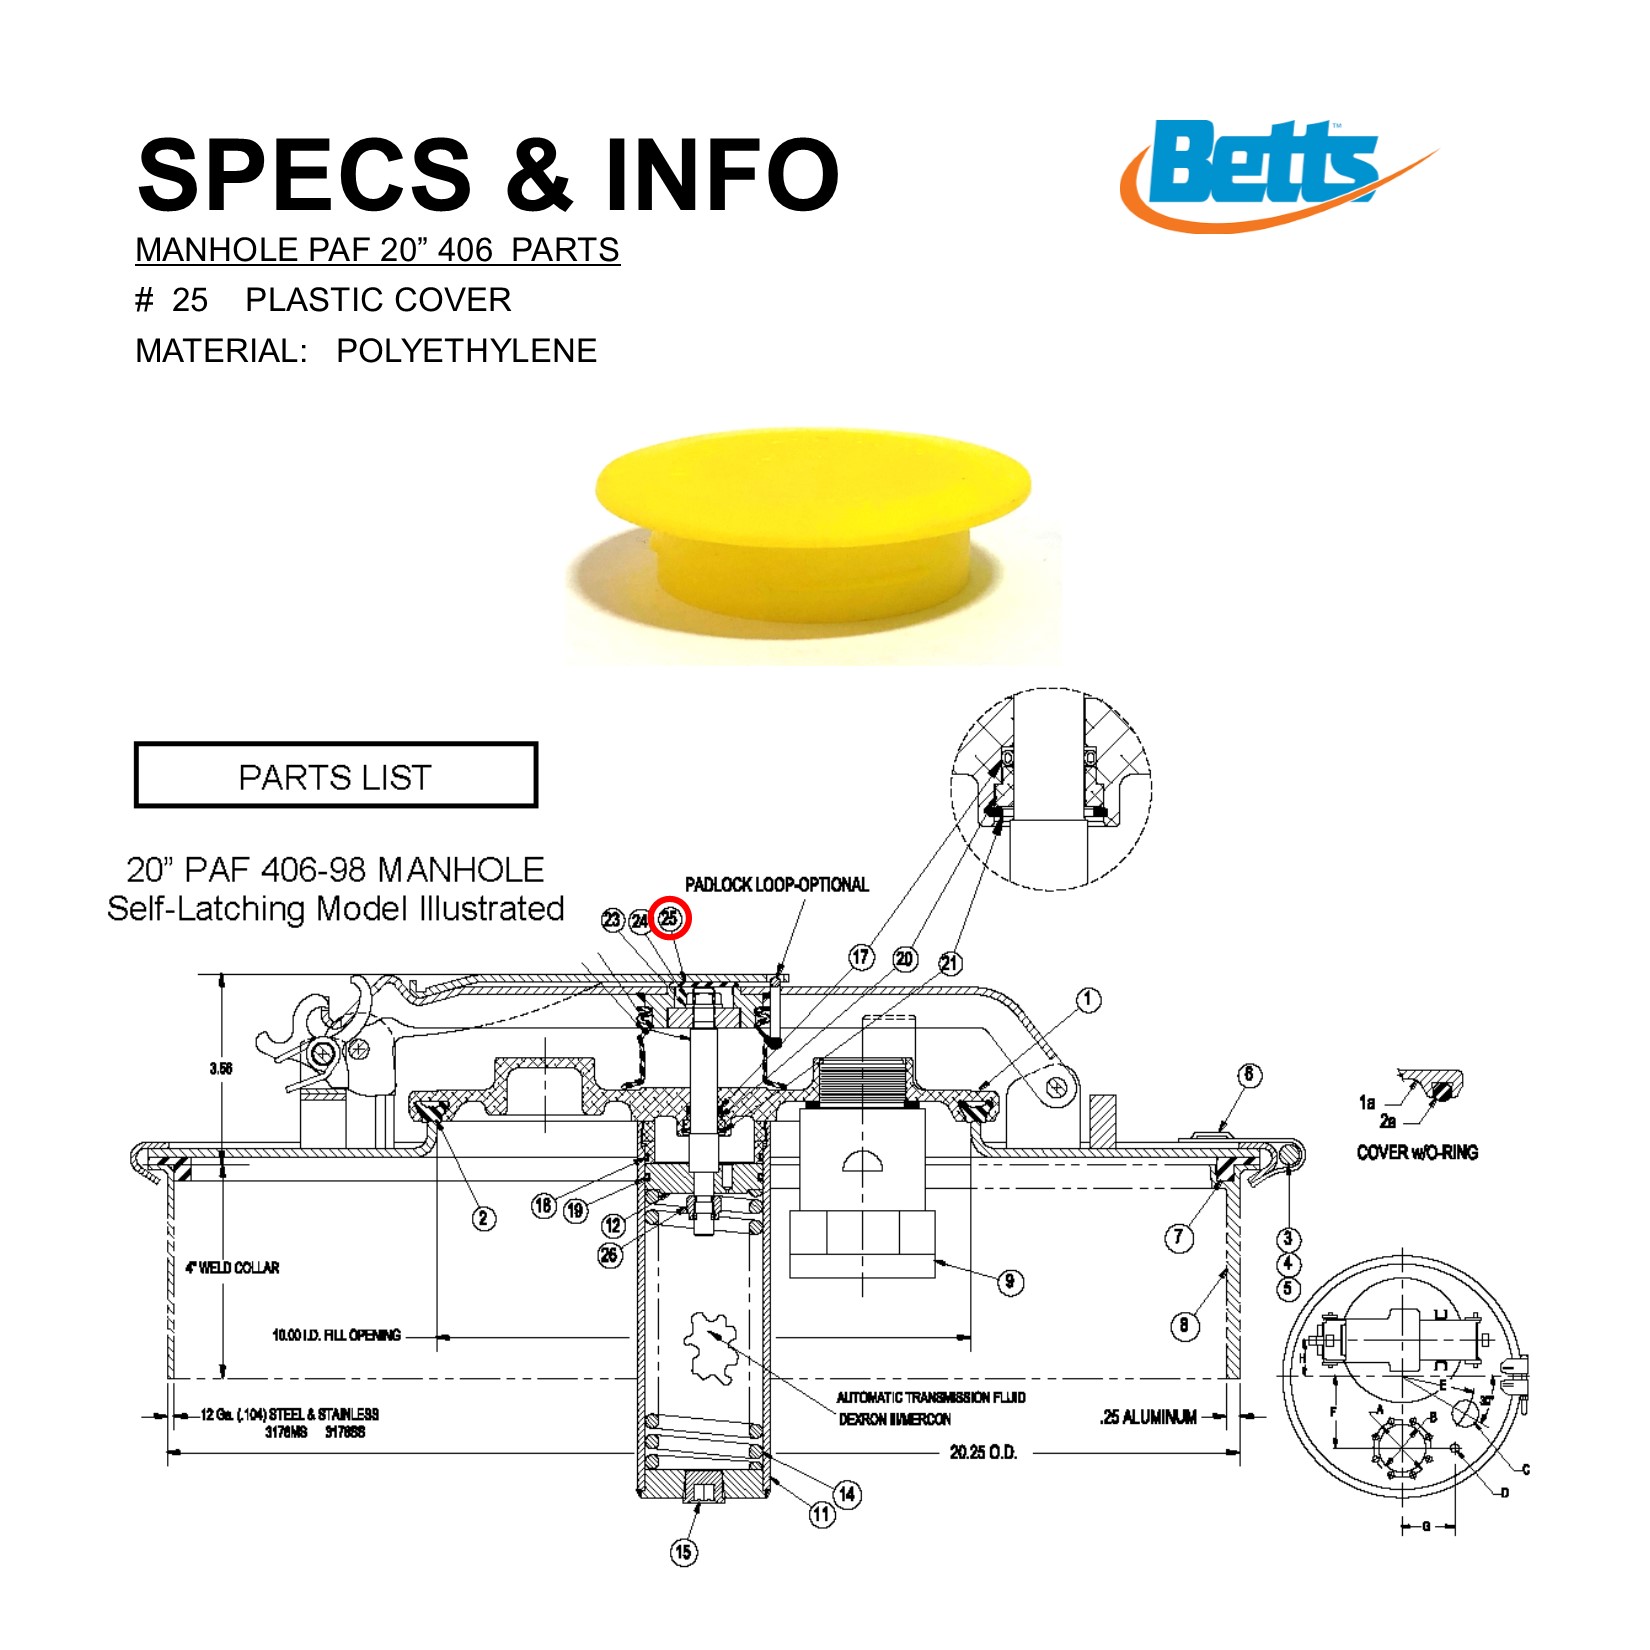 SPECS & INFO
Betts™
MANHOLE PAF 20” 406 PARTS
# 25 PLASTIC COVER
MATERIAL: POLYETHYLENE
PARTS LIST
20” PAF 406-98 MANHOLE
Self-Latching Model Illustrated
PADLOCK LOOP-OPTIONAL
23
24
25
17
20
21
1
3.56
6
1a
2a
COVER w/O-RING
18
19
12
26
2
7
3
4
5
4" WELD COLLAR
9
8
10.00 I.D. FILL OPENING
AUTOMATIC TRANSMISSION FLUID
DEXRON III/MERCON
12 Ga. (.104) STEEL & STAINLESS
3176MS 3176SS
.25 ALUMINUM
20.25 O.D.
14
11
15
H
E
30°
F
A
B
C
D
G